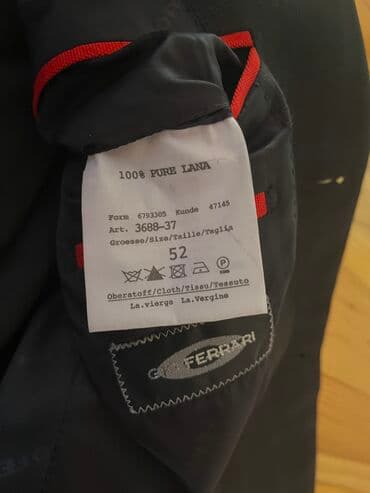 100% PURE LANA
Form 6793305 Kunde 47145
Art. 3688-37
Groesse/Size/Taille/Taglia
52
P
Oberstoff/Cloth/Tissu/Tessuto
La.vierga La.Vergine
FERRARI